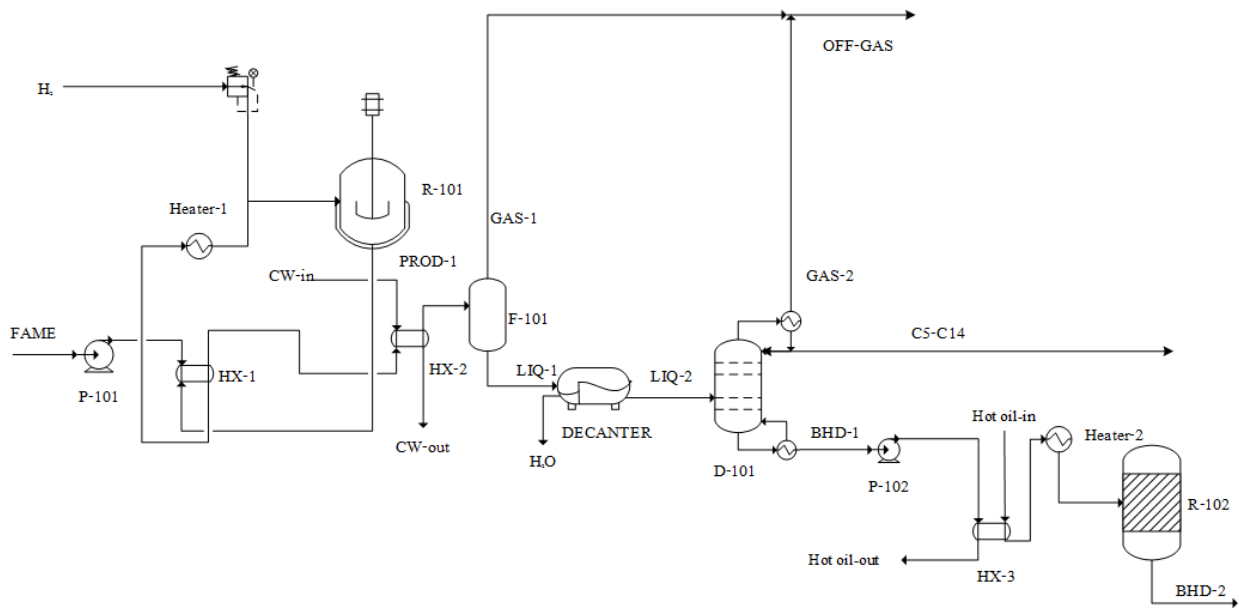 OFF-GAS
H₂
R-101
Heater-1
GAS-1
PROD-1
CW-in
GAS-2
F-101
FAME
C5-C14
HX-1
HX-2
LIQ-1
LIQ-2
P-101
Hot oil-in
DECANTER
BHD-1
Heater-2
CW-out
H₂O
D-101
P-102
R-102
Hot oil-out
HX-3
BHD-2